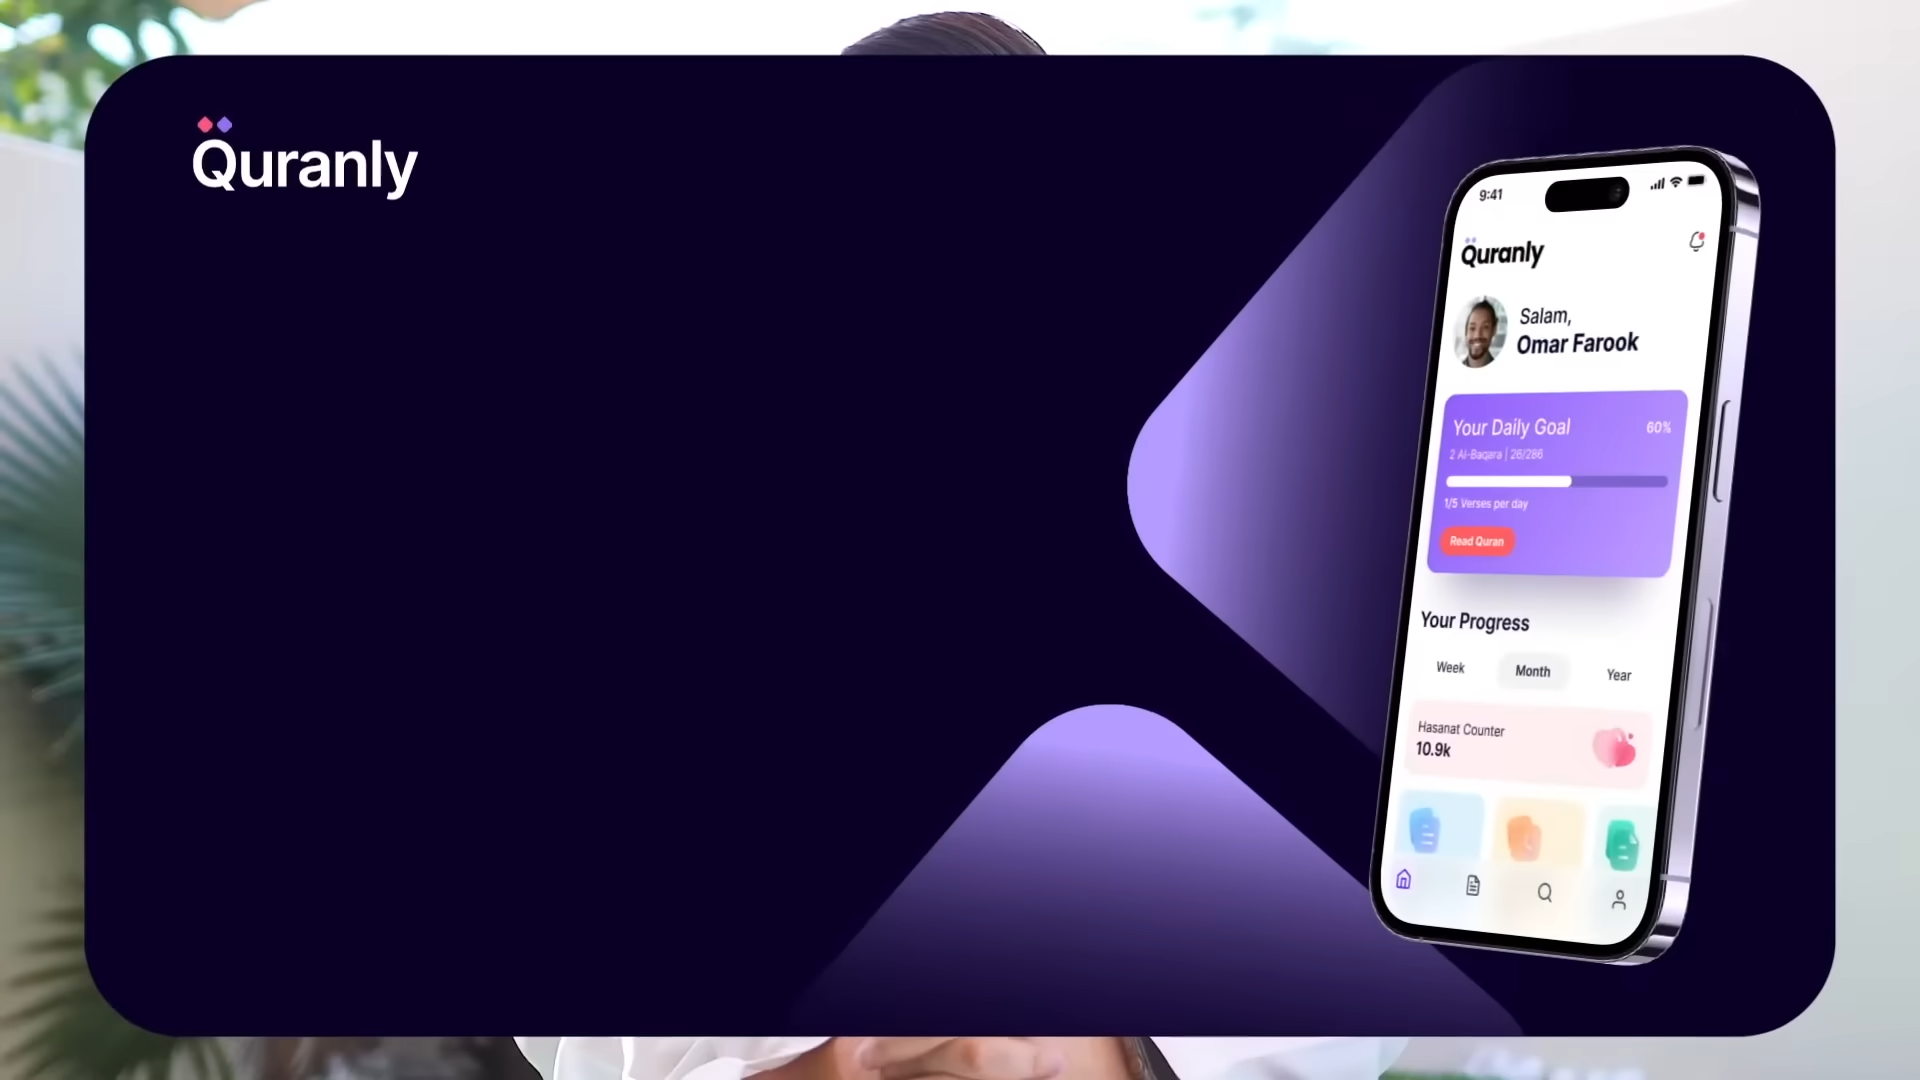 Quranly
9:41
Quranly
Salam,
Omar Farook
Your Daily Goal
60%
2 Al-Baqara | 26/286
1/5 Verses per day
Read Quran
Your Progress
Week
Month
Year
Hasanat Counter
10.9k